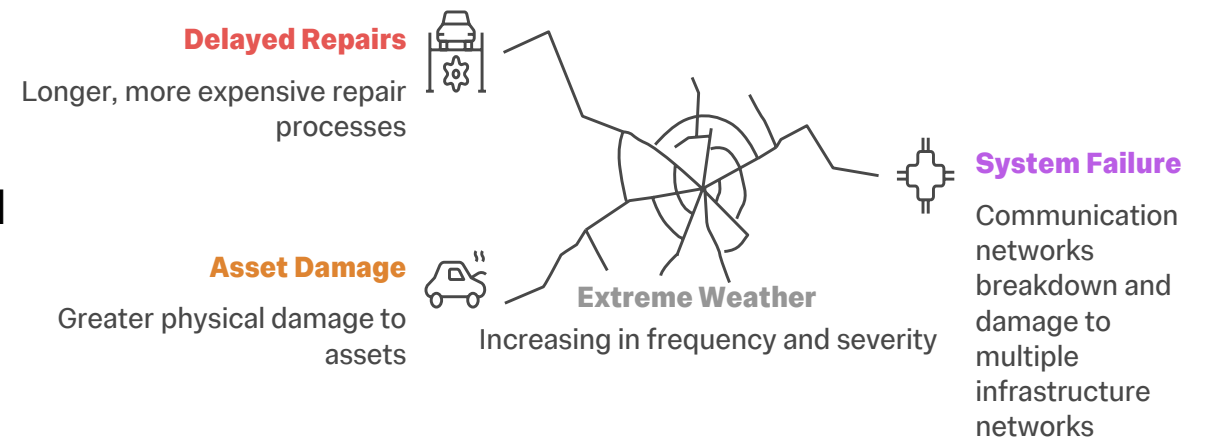 Delayed Repairs
Longer, more expensive repair
processes
Asset Damage
Greater physical damage to
assets
Extreme Weather
Increasing in frequency and severity
System Failure
Communication
networks
breakdown and
damage to
multiple
infrastructure
networks